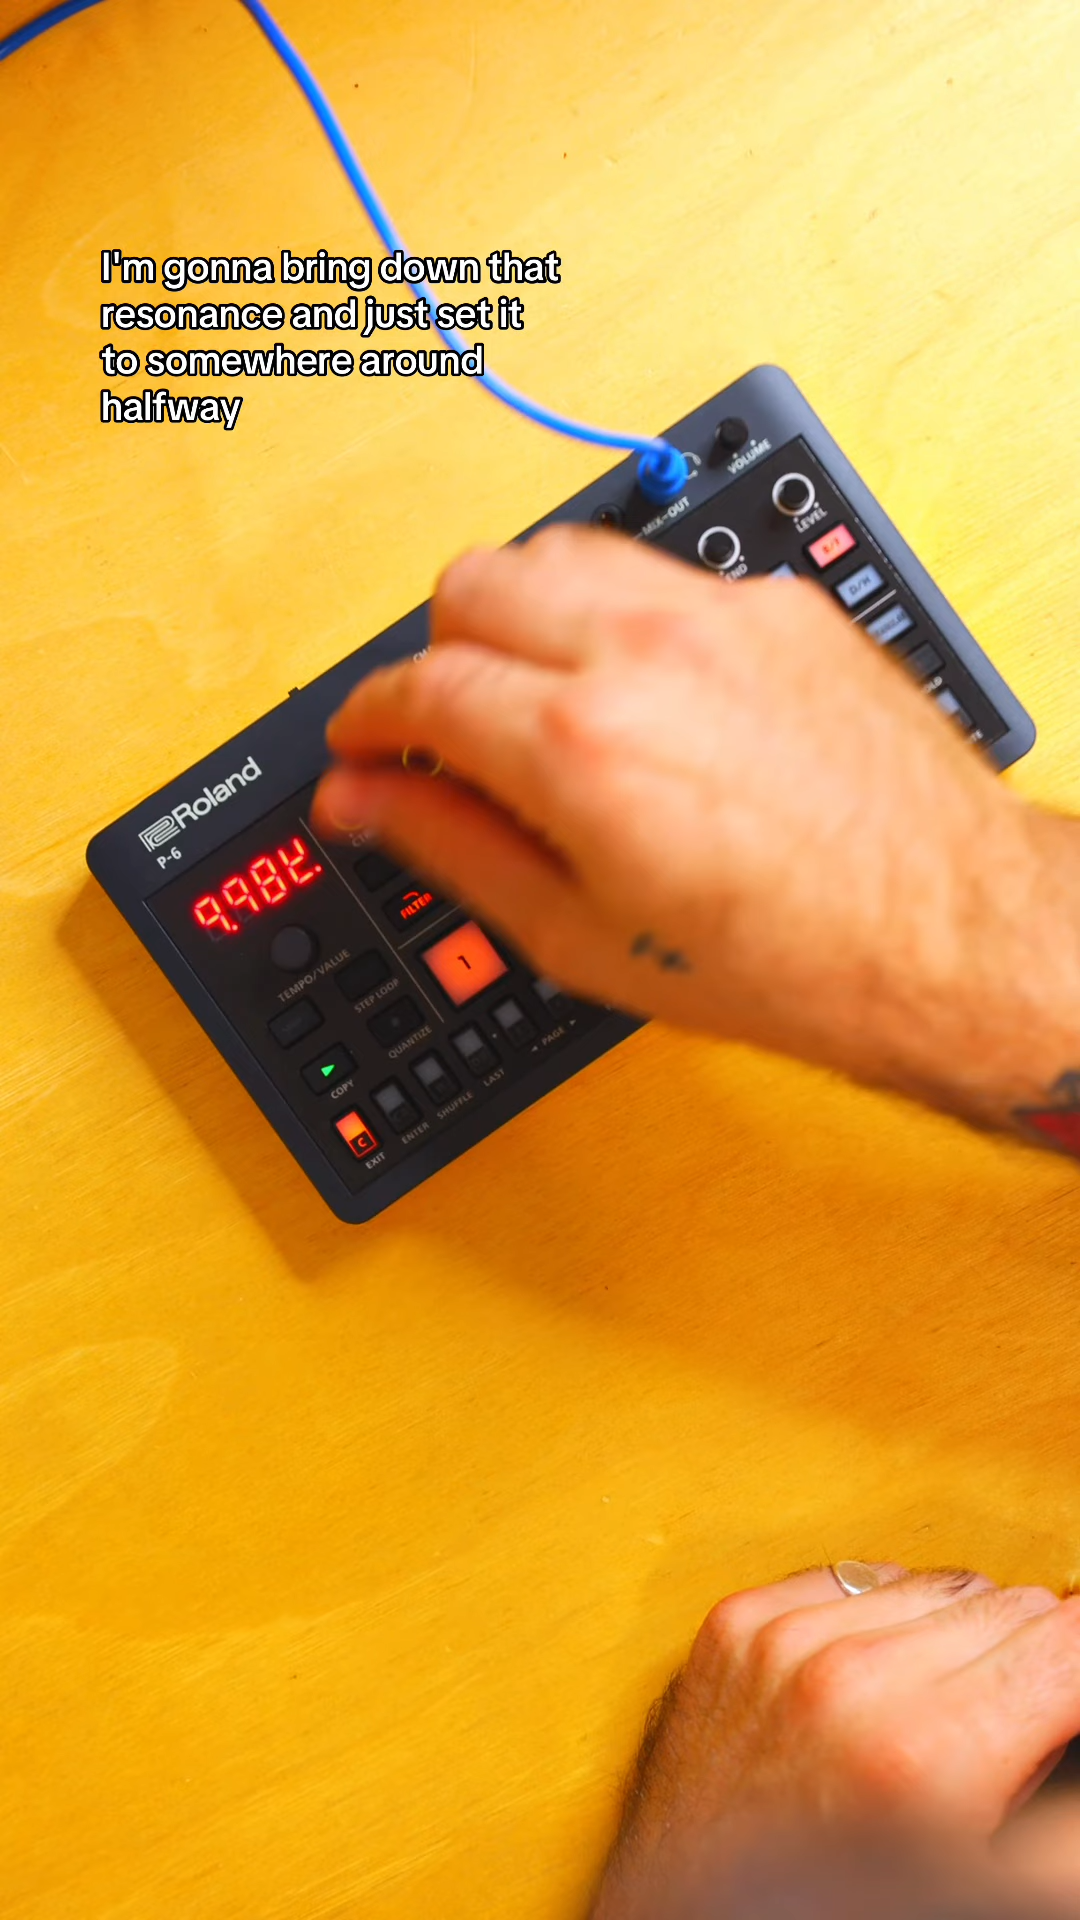 I'm gonna bring down that
resonance and just set it
to somewhere around
halfway
VOLUME
MIX-OUT
LEVEL
E/F
D/H
Roland
P-6
FILTER
1
TEMPO/VALUE
STEP LOOP
QUANTIZE
COPY
PAGE
LAST
SHUFFLE
ENTER
C
EXIT